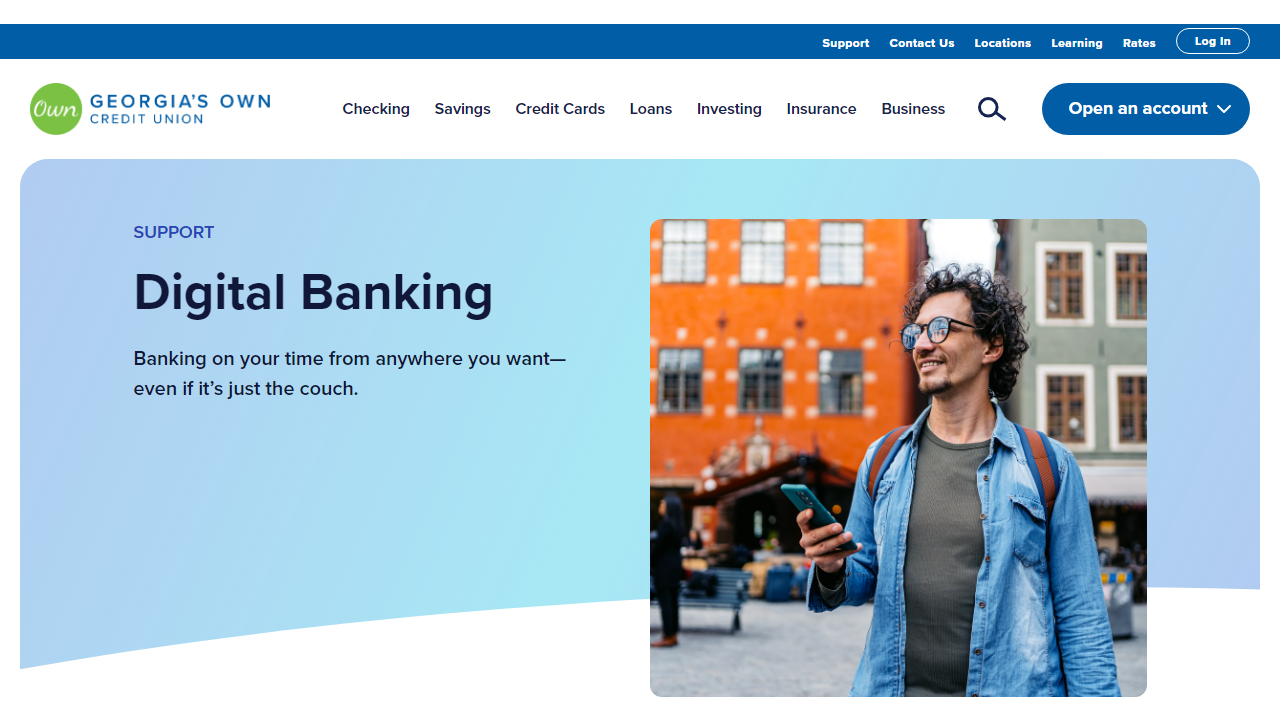 Support Contact Us Locations Learning Rates Log In
Own GEORGIA'S OWN
CREDIT UNION
Checking Savings Credit Cards Loans Investing Insurance Business Open an account
SUPPORT
Digital Banking
Banking on your time from anywhere you want—
even if it’s just the couch.